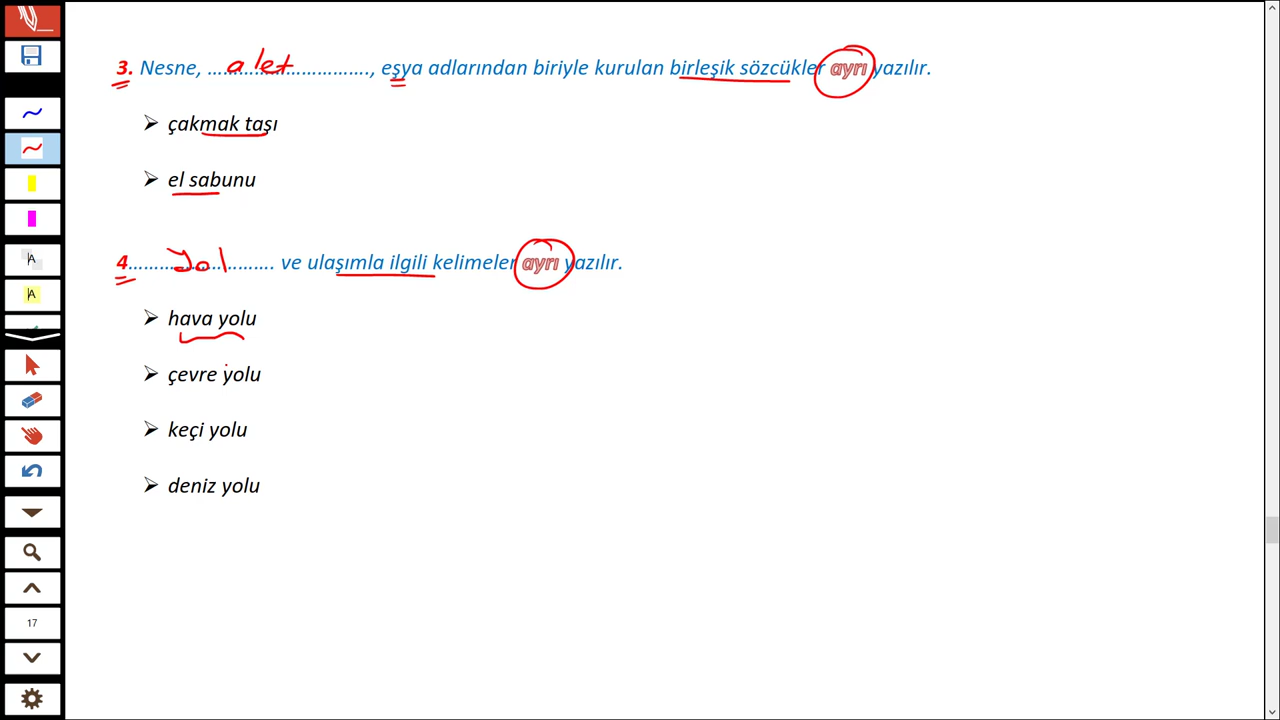 3. Nesne, ...alet..., eşya adlarından biriyle kurulan birleşik sözcükler ayrı yazılır.
➢ çakmak taşı
➢ el sabunu
4...yol... ve ulaşımla ilgili kelimeler ayrı yazılır.
➢ hava yolu
➢ çevre yolu
➢ keçi yolu
➢ deniz yolu
A
A
17